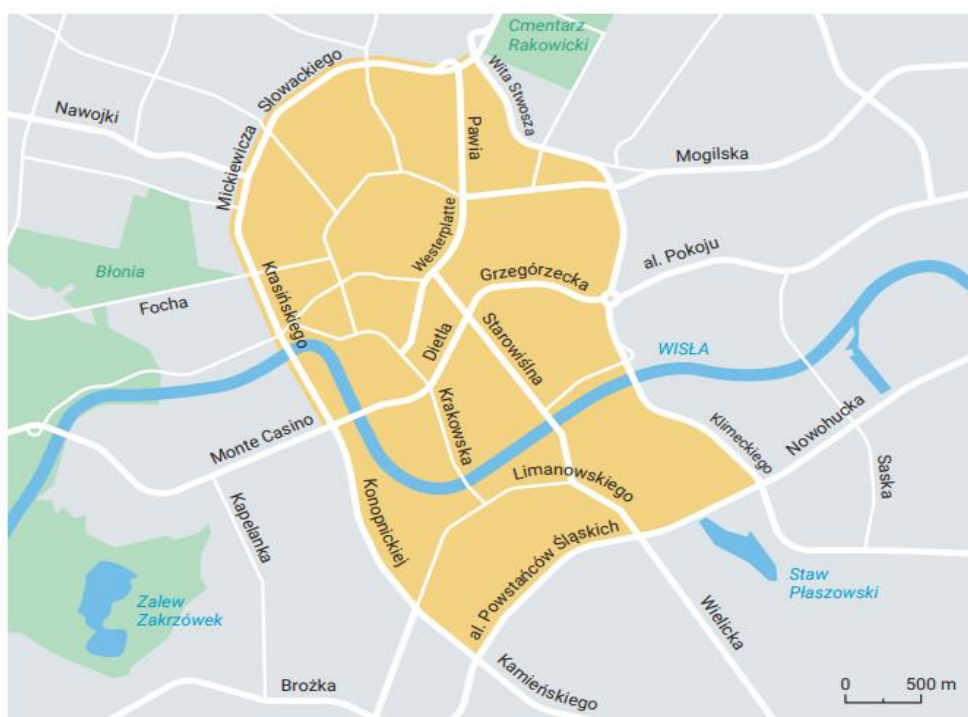 Cmentarz
Rakowicki
Słowackiego
Wita Stwosza
Nawojki
Pawia
Mogilska
Mickiewicza
Westerplatte
al. Pokoju
Grzegórzecka
Błonia
Focha
Krasińskiego
Dietla
Starowiślna
WISŁA
Krakowska
Klimeckiego
Nowohucka
Monte Casino
Limanowskiego
Saska
Kapelanka
Konopnickiej
al. Powstańców Śląskich
Staw
Płaszowski
Zalew
Zakrzówek
Wielicka
Brożka
Kamieńskiego
0 500 m